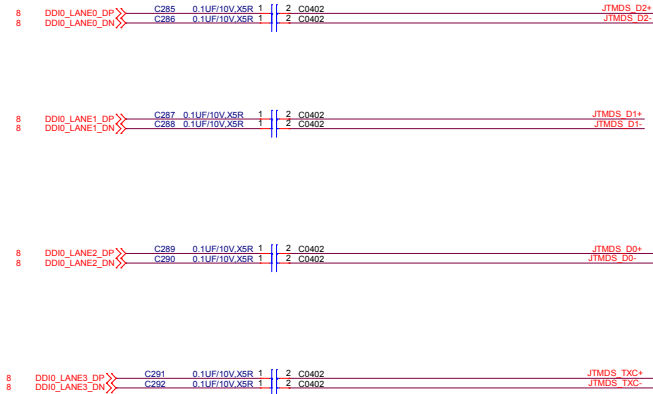 8 DDI0_LANE0_DP C285 0.1UF/10V,X5R 1 2 C0402 JTMDS_D2+
8 DDI0_LANE0_DN C286 0.1UF/10V,X5R 1 2 C0402 JTMDS_D2-
8 DDI0_LANE1_DP C287 0.1UF/10V,X5R 1 2 C0402 JTMDS_D1+
8 DDI0_LANE1_DN C288 0.1UF/10V,X5R 1 2 C0402 JTMDS_D1-
8 DDI0_LANE2_DP C289 0.1UF/10V,X5R 1 2 C0402 JTMDS_D0+
8 DDI0_LANE2_DN C290 0.1UF/10V,X5R 1 2 C0402 JTMDS_D0-
8 DDI0_LANE3_DP C291 0.1UF/10V,X5R 1 2 C0402 JTMDS_TXC+
8 DDI0_LANE3_DN C292 0.1UF/10V,X5R 1 2 C0402 JTMDS_TXC-